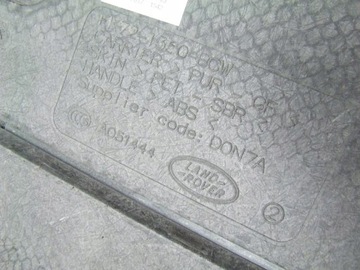 CARRIER > PUR - GF
SKIN > PET - SBR
HANDLE > ABS <
supplier code: DON7A
A051444
LAND-
-ROVER
2